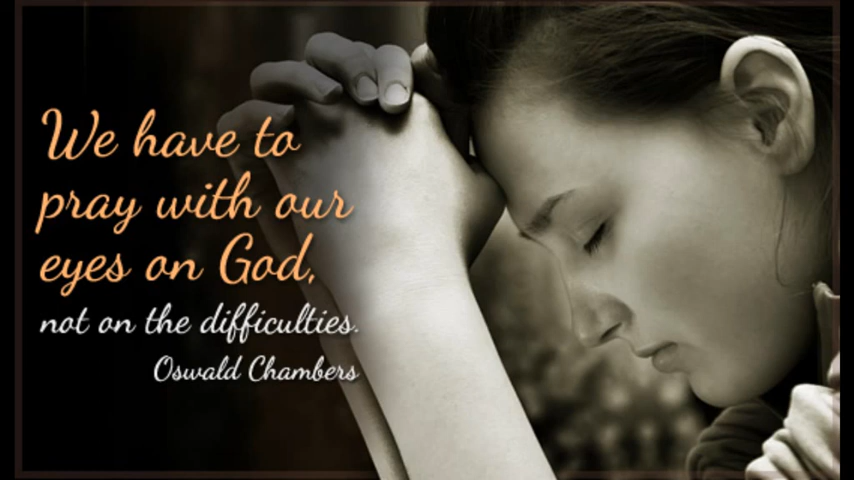 We have to
pray with our
eyes on God,
not on the difficulties.
Oswald Chambers